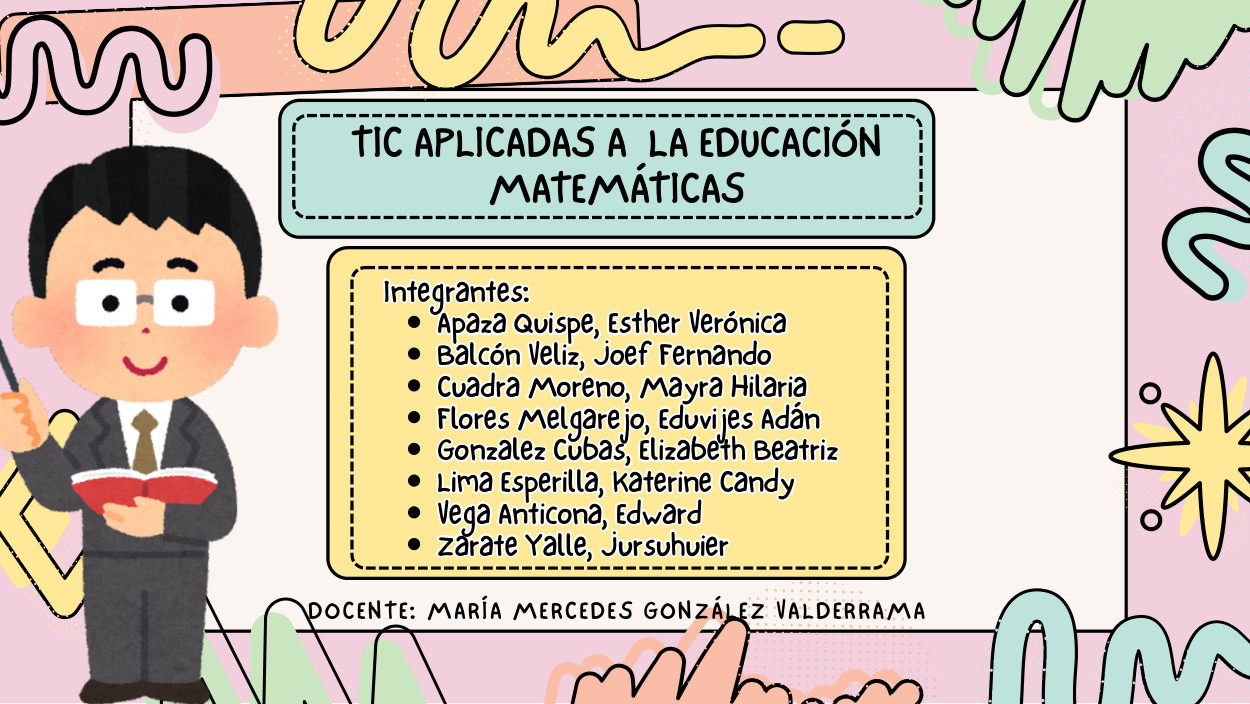 TIC APLICADAS A LA EDUCACIÓN
MATEMÁTICAS
Integrantes:
• Apaza Quispe, Esther Verónica
• Balcón Veliz, Joef Fernando
• Cuadra Moreno, Mayra Hilaria
• Flores Melgarejo, Eduvijes Adán
• Gonzalez Cubas, Elizabeth Beatriz
• Lima Esperilla, Katerine Candy
• Vega Anticona, Edward
• Zárate Yalle, Jursuhuier
DOCENTE: MARÍA MERCEDES GONZÁLEZ VALDERRAMA